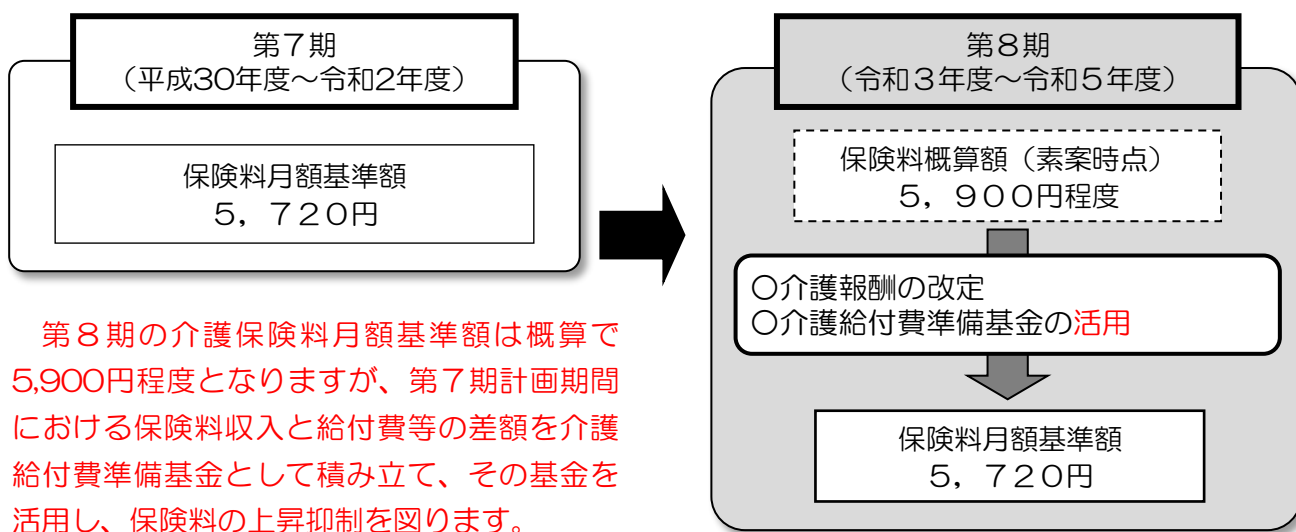 第7期
（平成30年度～令和2年度）
保険料月額基準額
５，７２０円
第８期の介護保険料月額基準額は概算で
5,900円程度となりますが、第７期計画期間
における保険料収入と給付費等の差額を介護
給付費準備基金として積み立て、その基金を
活用し、保険料の上昇抑制を図ります。
第８期
（令和３年度～令和５年度）
保険料概算額（素案時点）
５，９００円程度
○介護報酬の改定
○介護給付費準備基金の活用
保険料月額基準額
５，７２０円